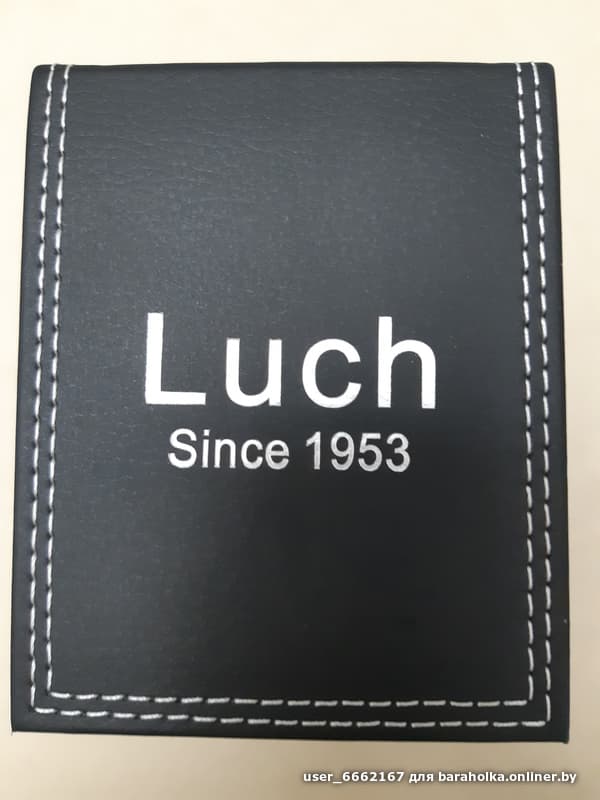 Luch
Since 1953
user_6662167 для baraholka.onliner.by